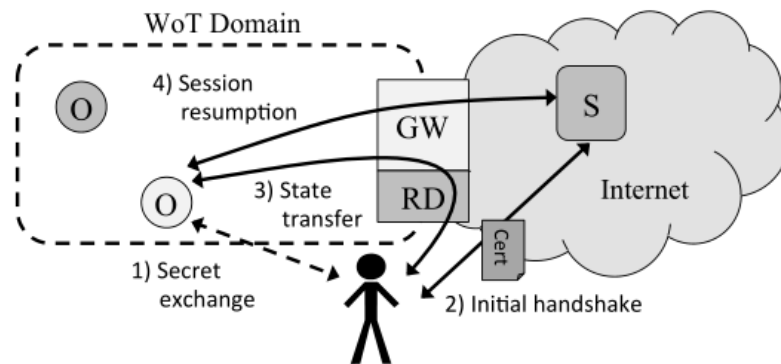 WoT Domain
4) Session
resumption
O
GW
S
O
3) State
transfer
RD
Internet
Cert
1) Secret
exchange
2) Initial handshake